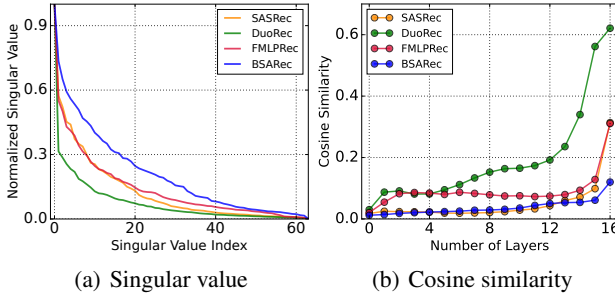 0.9
0.6
0.3
0.0
0
20
40
60
Normalized Singular Value
Singular Value Index
SASRec
DuoRec
FMLPRec
BSARec
(a) Singular value
0.6
0.4
0.2
0.0
0
4
8
12
16
Cosine Similarity
Number of Layers
SASRec
DuoRec
FMLPRec
BSARec
(b) Cosine similarity